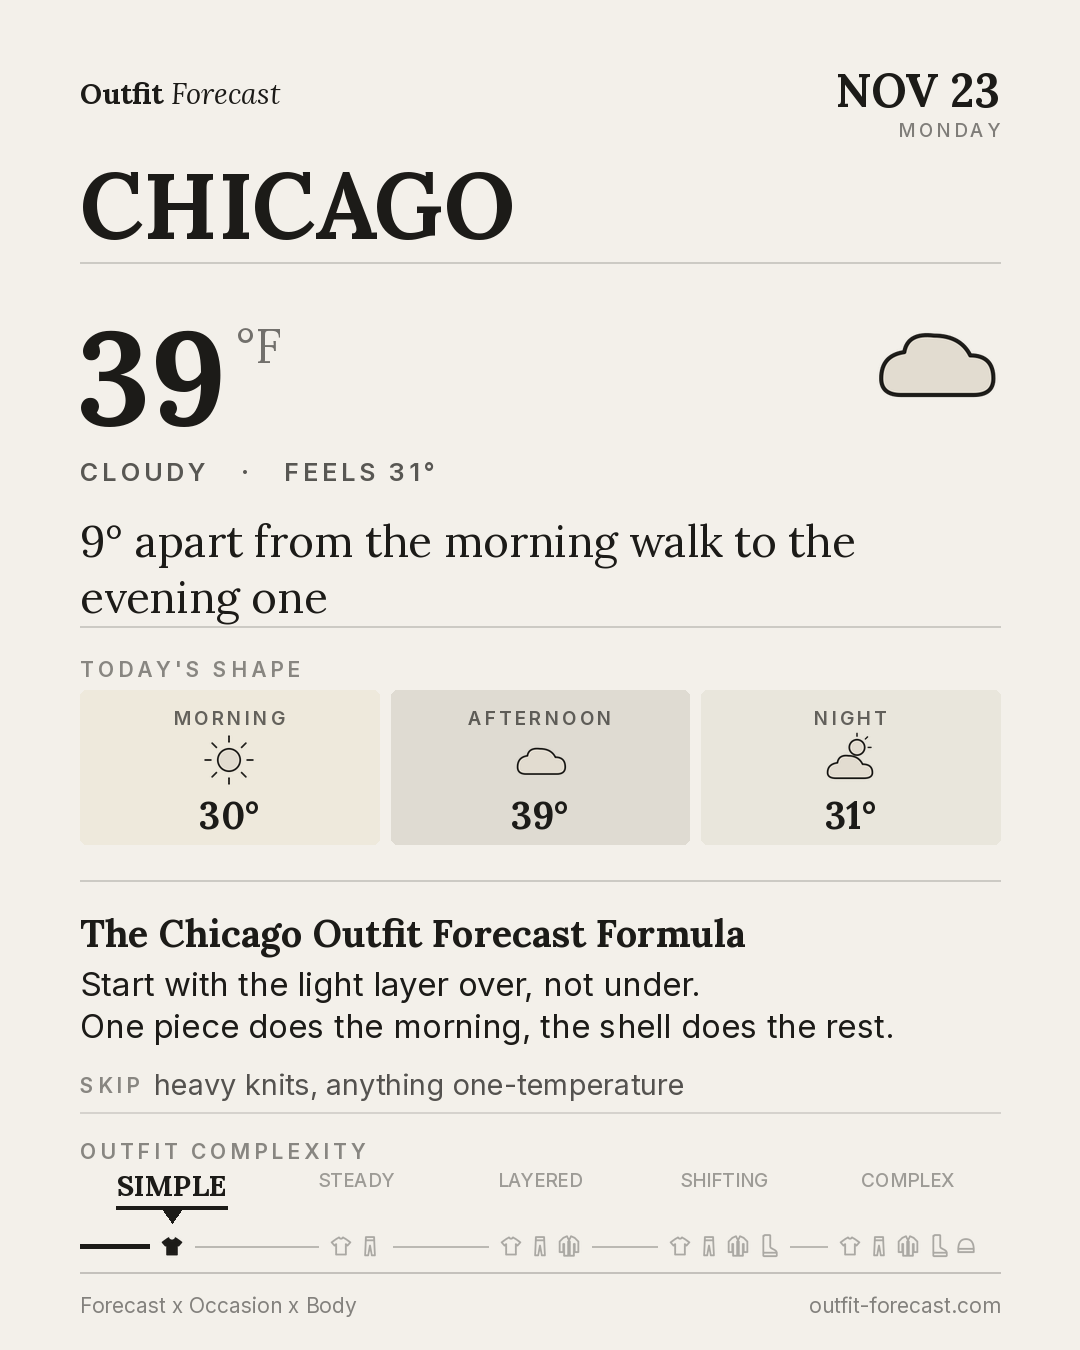 Outfit Forecast
NOV 23
MONDAY
CHICAGO
39 °F
CLOUDY · FEELS 31°
9° apart from the morning walk to the
evening one
TODAY'S SHAPE
MORNING
30°
AFTERNOON
39°
NIGHT
31°
The Chicago Outfit Forecast Formula
Start with the light layer over, not under.
One piece does the morning, the shell does the rest.
SKIP heavy knits, anything one-temperature
OUTFIT COMPLEXITY
SIMPLE STEADY LAYERED SHIFTING COMPLEX
Forecast x Occasion x Body
outfit-forecast.com